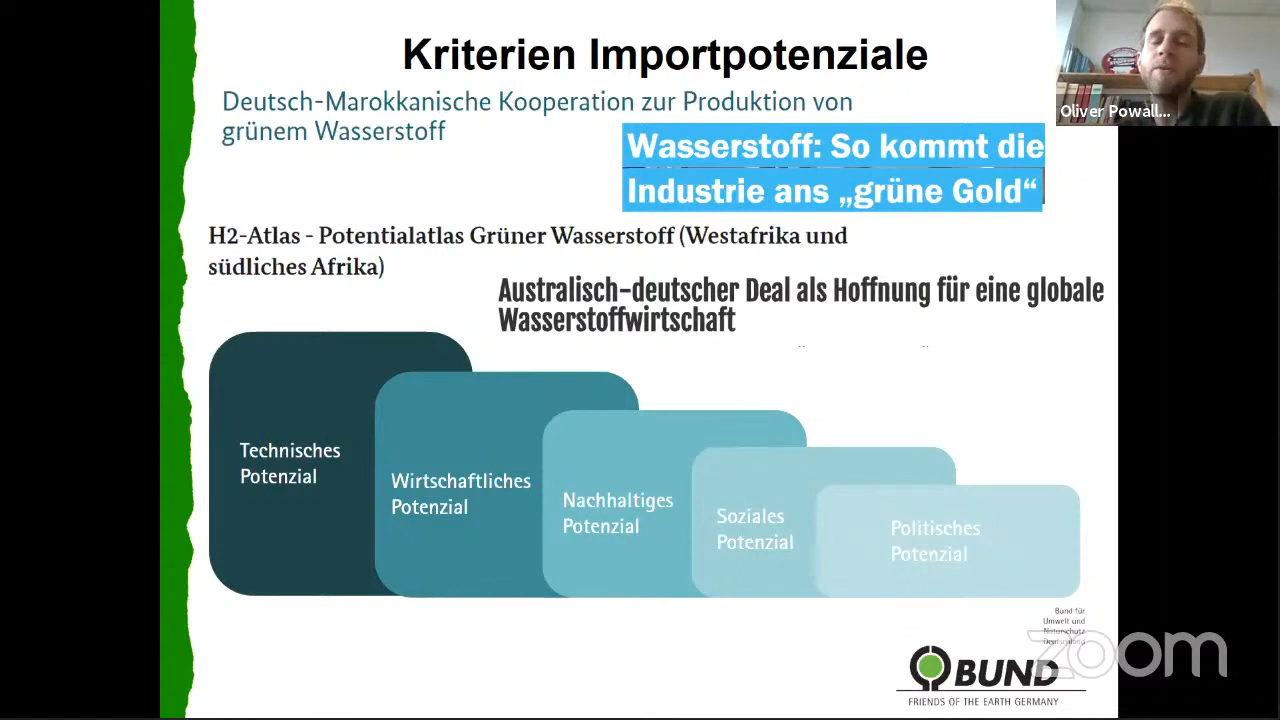 Kriterien Importpotenziale
Deutsch-Marokkanische Kooperation zur Produktion von
grünem Wasserstoff
Oliver Powall...
Wasserstoff: So kommt die
Industrie ans „grüne Gold“
H2-Atlas - Potentialatlas Grüner Wasserstoff (Westafrika und
südliches Afrika)
Australisch-deutscher Deal als Hoffnung für eine globale
Wasserstoffwirtschaft
Technisches
Potenzial
Wirtschaftliches
Potenzial
Nachhaltiges
Potenzial
Soziales
Potenzial
Politisches
Potenzial
Bund für
Umwelt und
Naturschutz
Deutschland
zoom
BUND
FRIENDS OF THE EARTH GERMANY